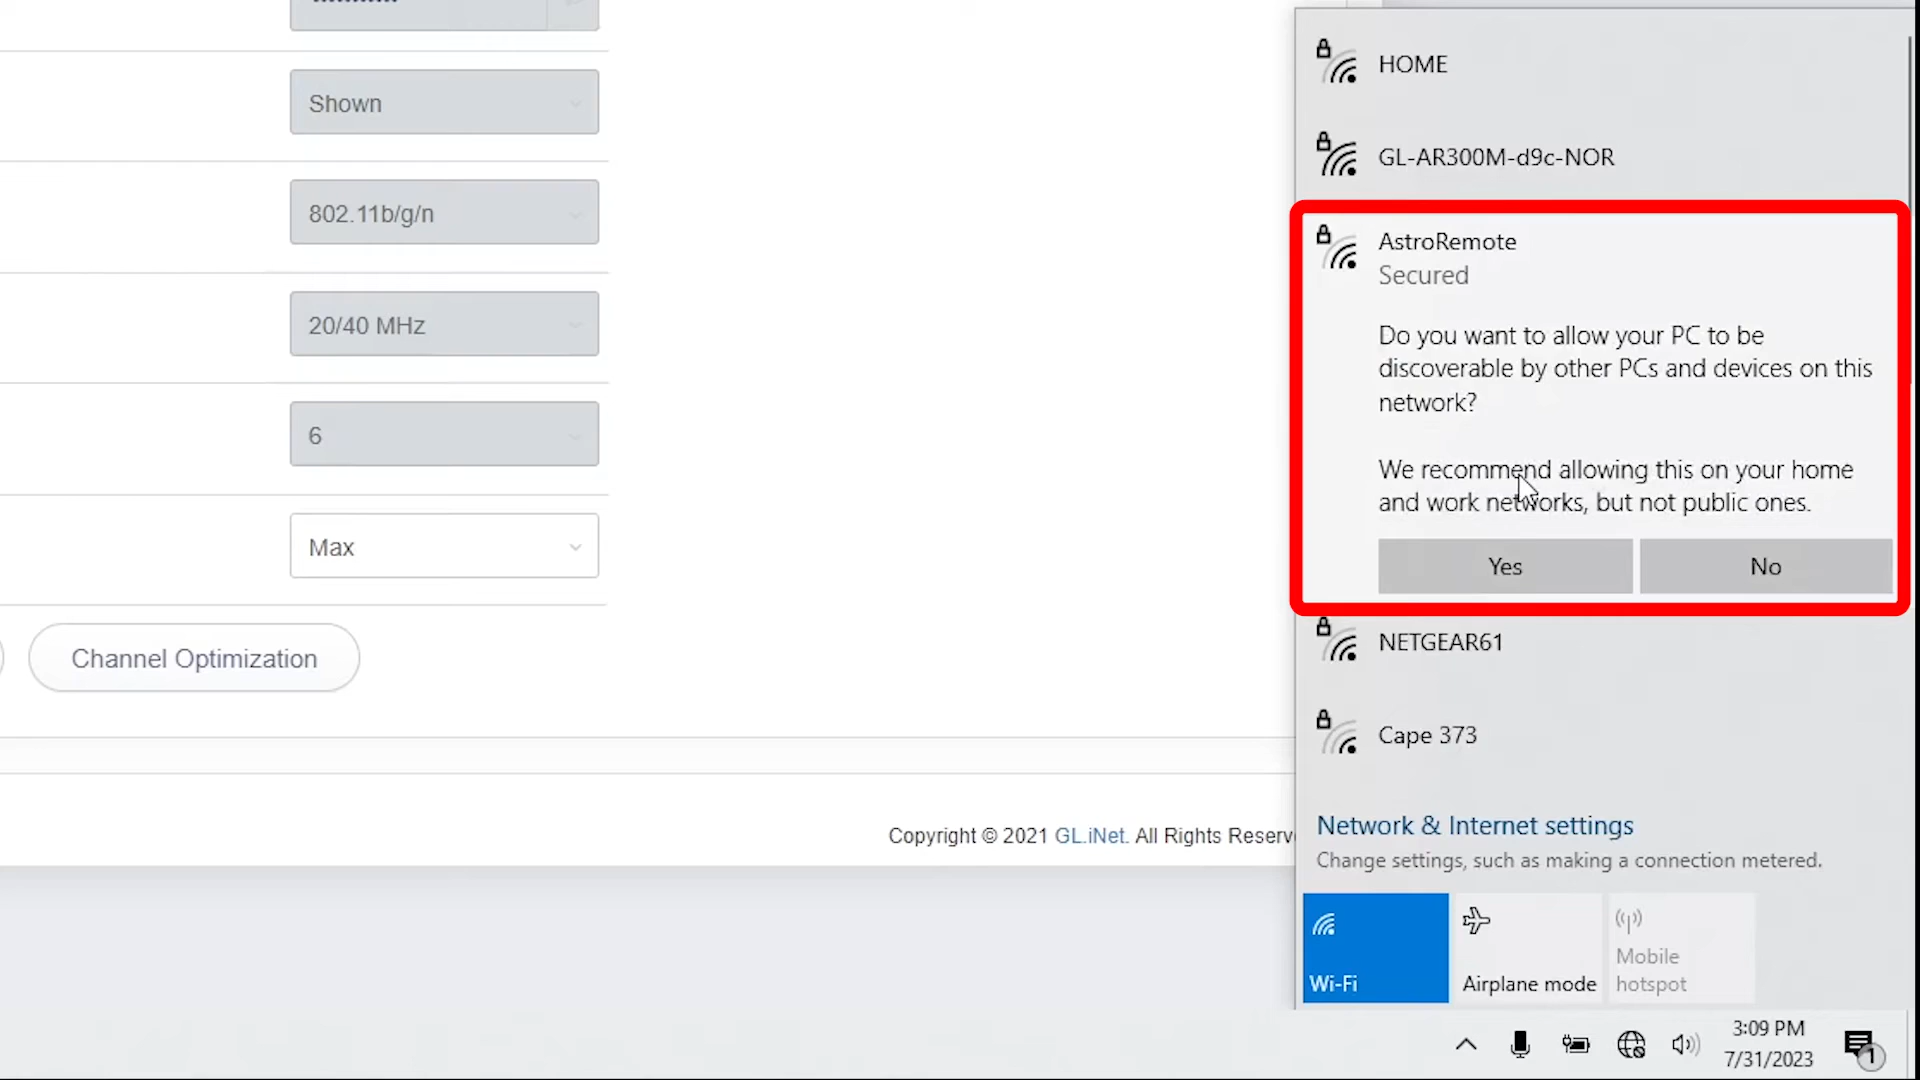 Shown
802.11b/g/n
20/40 MHz
6
Max
Channel Optimization
Copyright © 2021 GL.iNet. All Rights Reserv
HOME
GL-AR300M-d9c-NOR
AstroRemote
Secured
Do you want to allow your PC to be
discoverable by other PCs and devices on this
network?
We recommend allowing this on your home
and work networks, but not public ones.
Yes
No
NETGEAR61
Cape 373
Network & Internet settings
Change settings, such as making a connection metered.
Wi-Fi
Airplane mode
Mobile
hotspot
3:09 PM
7/31/2023
1